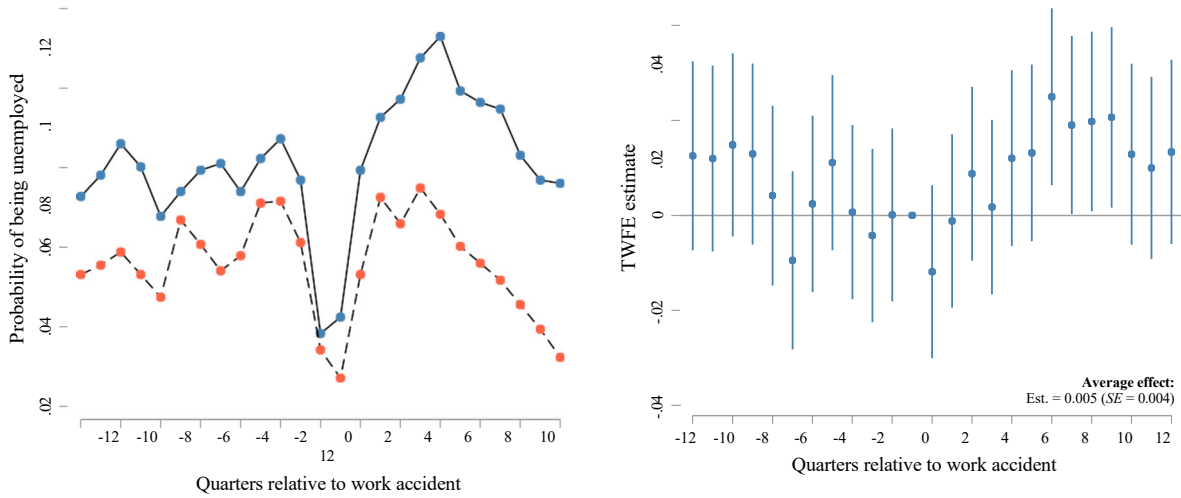 Probability of being unemployed
.12
.1
.08
.06
.04
.02
-12 -10 -8 -6 -4 -2 0 2 4 6 8 10
12
Quarters relative to work accident
TWFE estimate
.04
.02
0
-.02
-.04
Average effect:
Est. = 0.005 (SE = 0.004)
-12 -10 -8 -6 -4 -2 0 2 4 6 8 10 12
Quarters relative to work accident